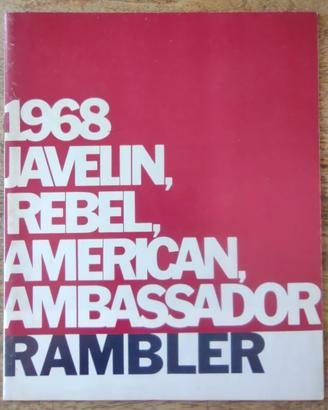 1968
JAVELIN,
REBEL,
AMERICAN,
AMBASSADOR
RAMBLER